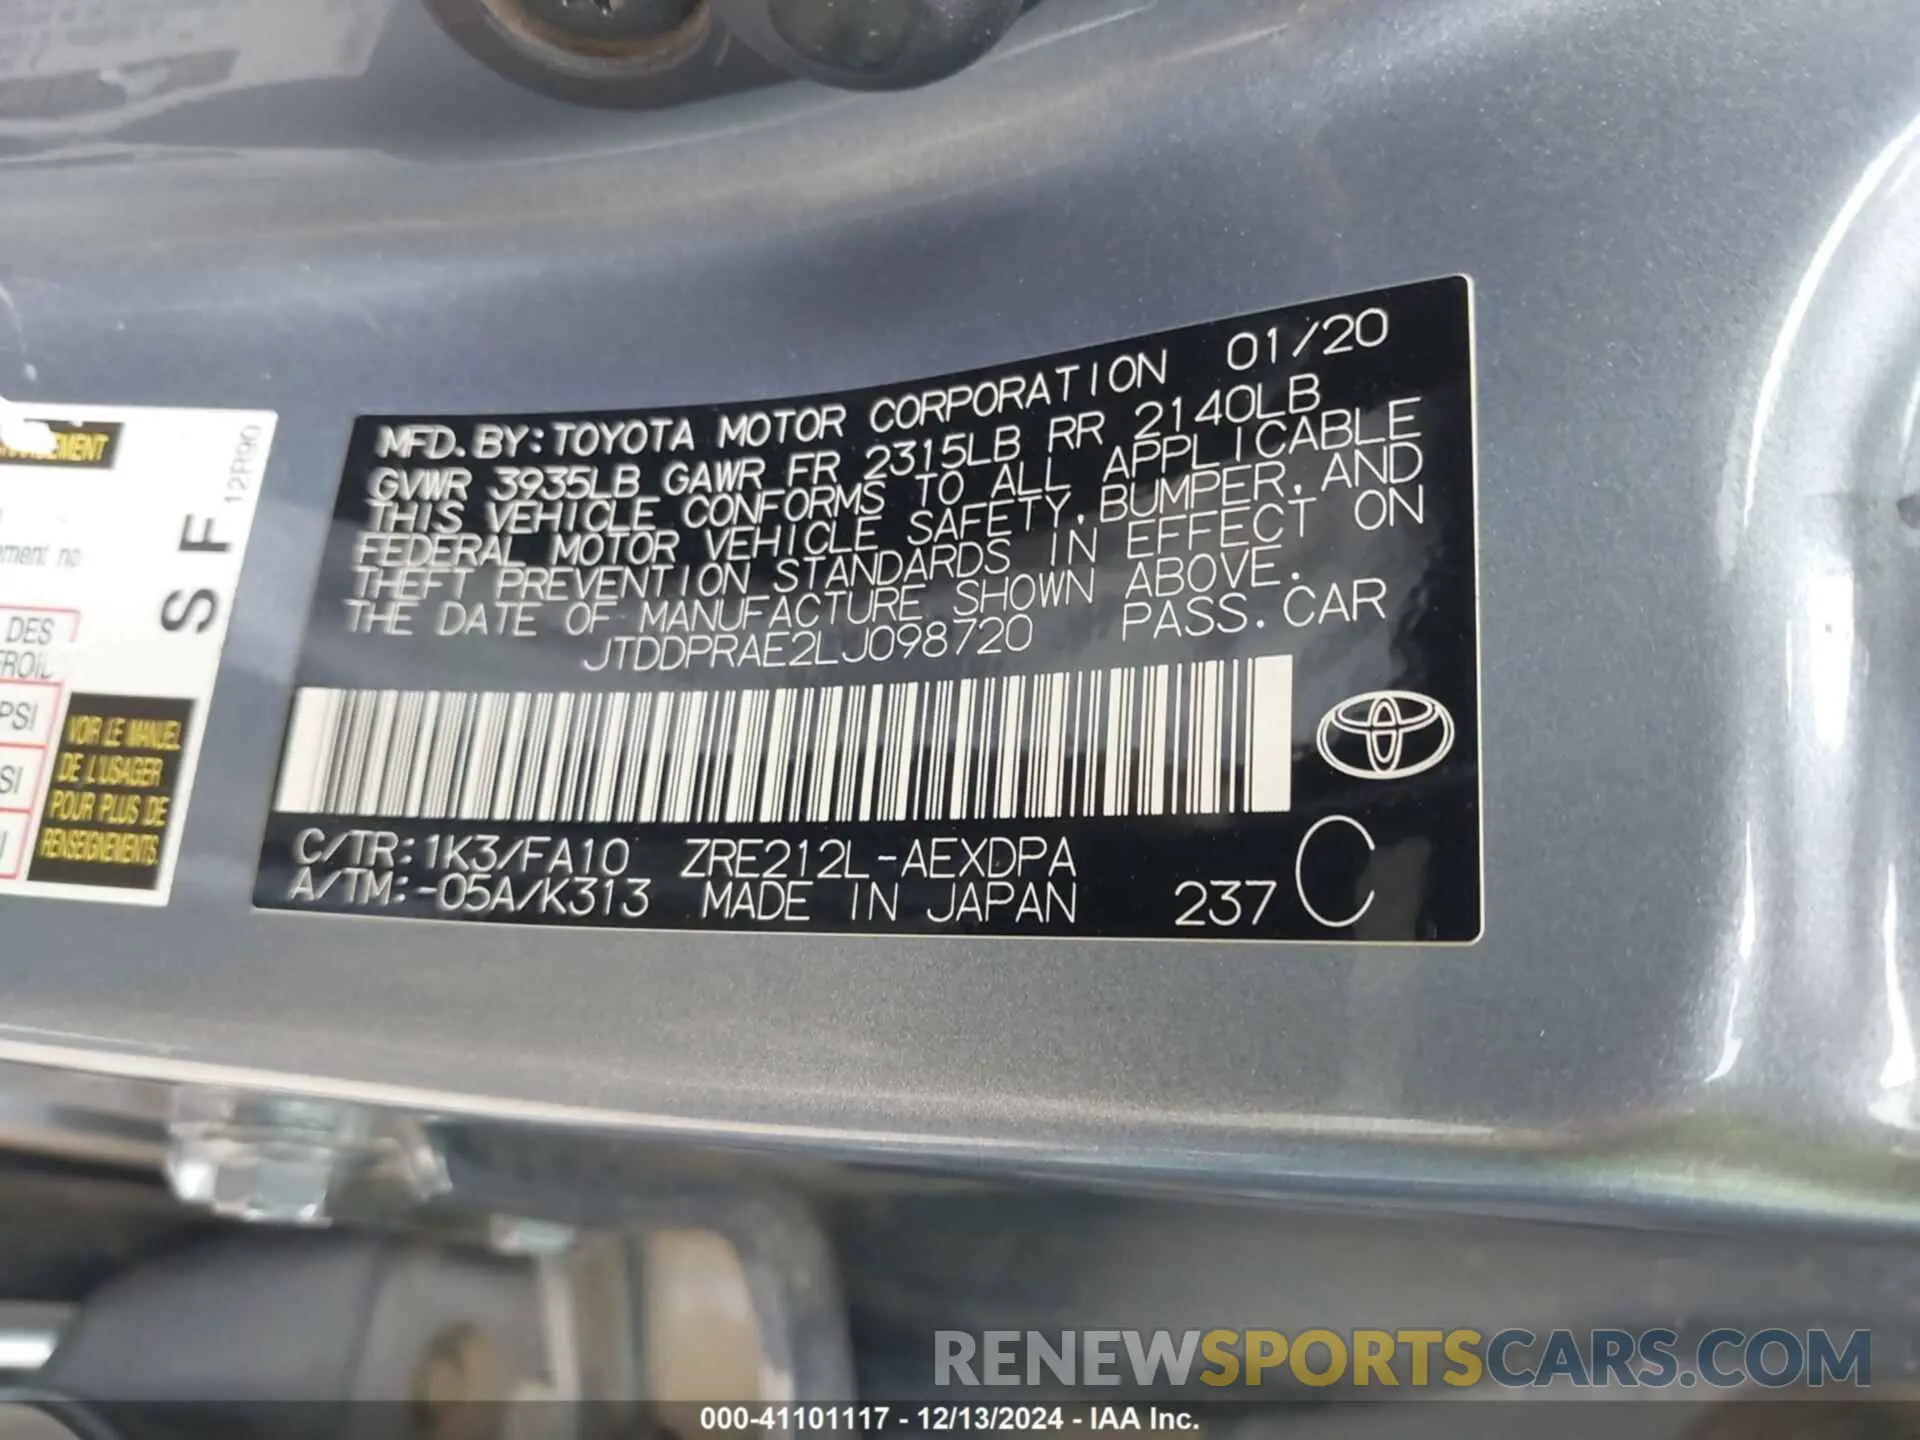 MFD. BY: TOYOTA MOTOR CORPORATION 01/20
GVWR 3935LB GAWR FR 2315LB RR 2140LB
THIS VEHICLE CONFORMS TO ALL APPLICABLE
FEDERAL MOTOR VEHICLE SAFETY, BUMPER, AND
THEFT PREVENTION STANDARDS IN EFFECT ON
THE DATE OF MANUFACTURE SHOWN ABOVE.
JTDDPRAE2LJ098720 PASS. CAR
C/TR: 1K3/FA10 ZRE212L-AEXDPA
A/TM: -05A/K313 MADE IN JAPAN 237 C
SF 12R90
DES
PSI
VOIR LE MANUEL
DE L'USAGER
POUR PLUS DE
RENSEIGNEMENTS
RENEWSPORTSCARS.COM
000-41101117 - 12/13/2024 - IAA Inc.